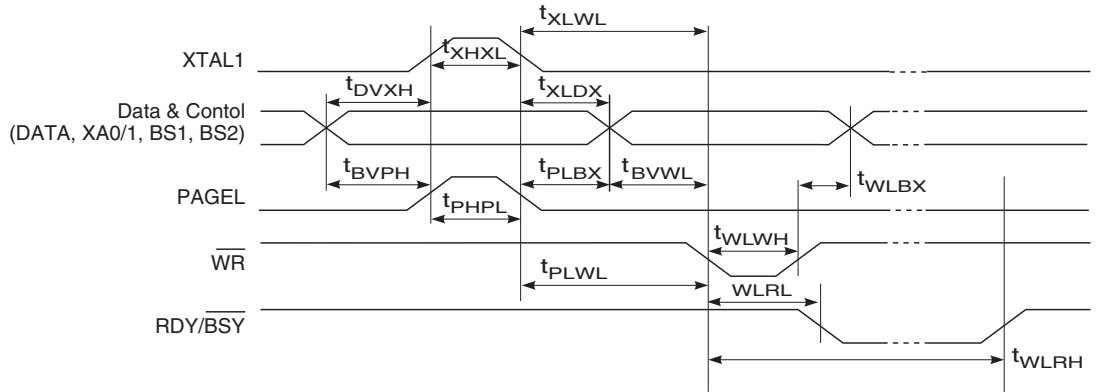 tXLWL
XTAL1
tXHXL
tDVXH
tXLDX
Data & Contol
(DATA, XA0/1, BS1, BS2)
tBVPH
tPLBX
tBVWL
tWLBX
PAGEL
tPHPL
tWLWH
WR
tPLWL
WLRL
RDY/BSY
tWLRH